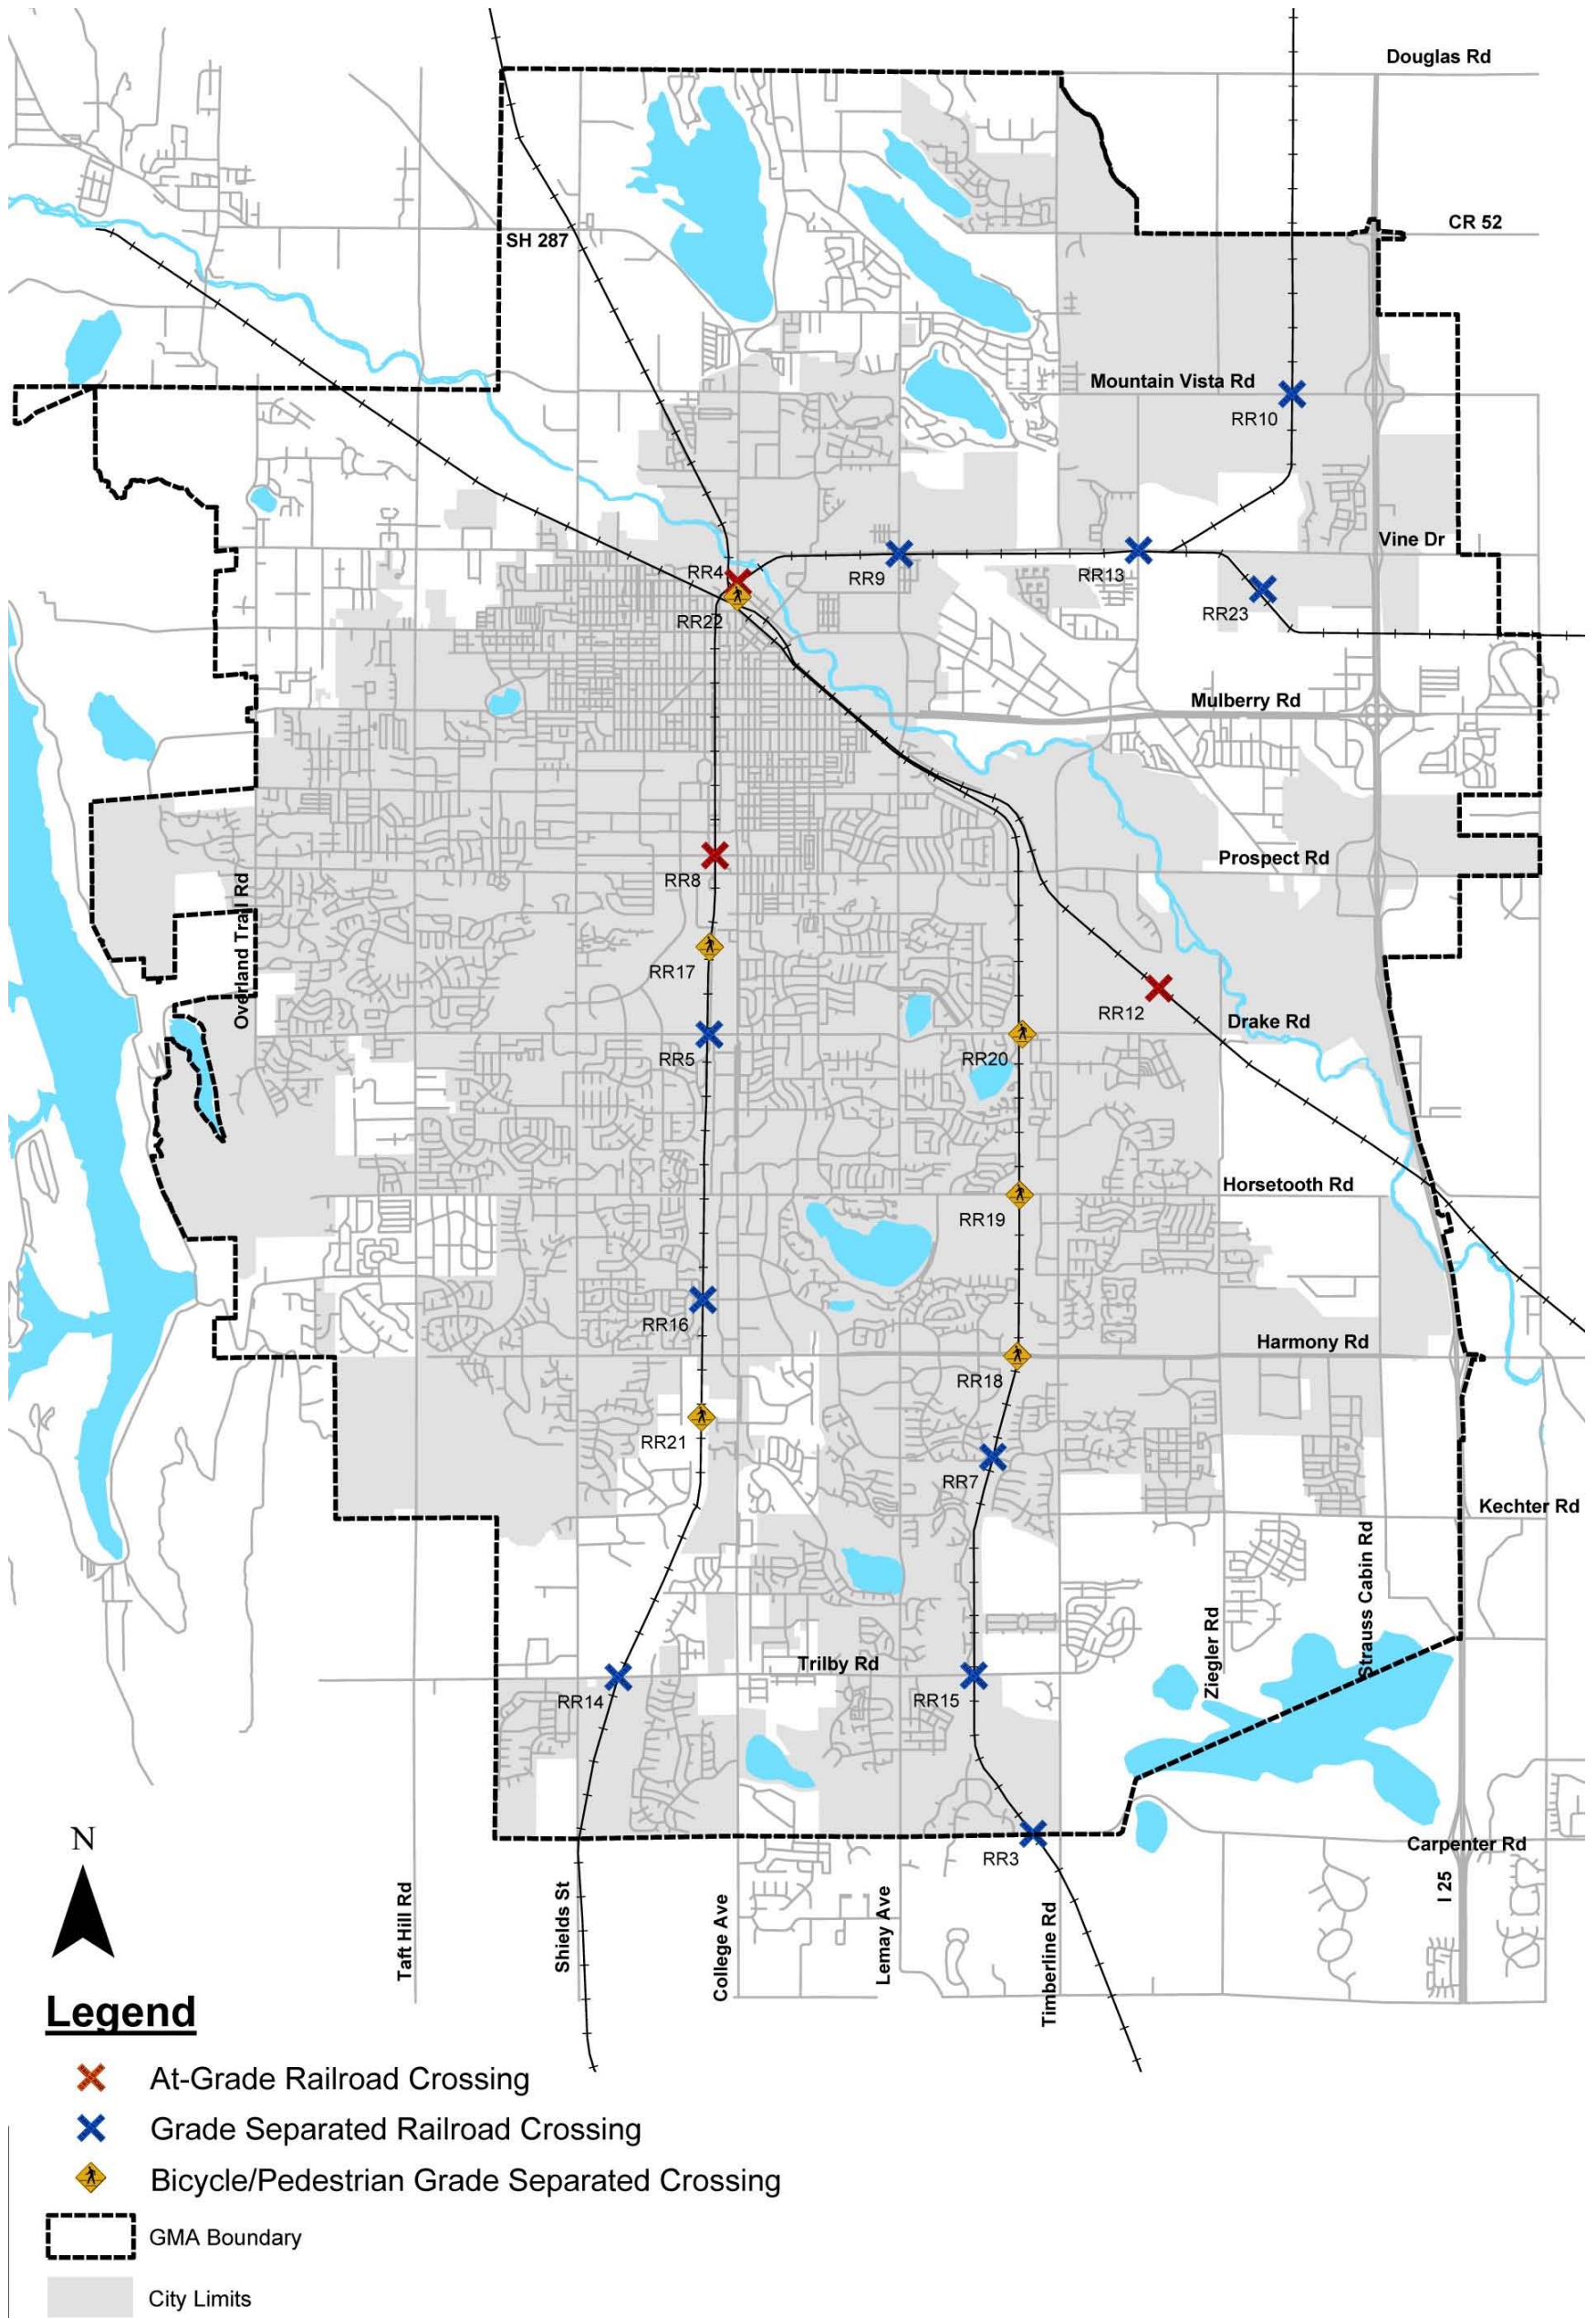 Douglas Rd
CR 52
SH 287
Mountain Vista Rd
RR10
Vine Dr
RR4
RR9
RR13
RR22
RR23
Mulberry Rd
Prospect Rd
RR8
Overland Trail Rd
RR17
RR12
Drake Rd
RR5
RR20
Horsetooth Rd
RR19
RR16
Harmony Rd
RR18
RR21
RR7
Kechter Rd
Strauss Cabin Rd
Ziegler Rd
Trilby Rd
RR14
RR15
N
Carpenter Rd
RR3
I 25
Taft Hill Rd
Shields St
College Ave
Lemay Ave
Timberline Rd
Legend
At-Grade Railroad Crossing
Grade Separated Railroad Crossing
Bicycle/Pedestrian Grade Separated Crossing
GMA Boundary
City Limits